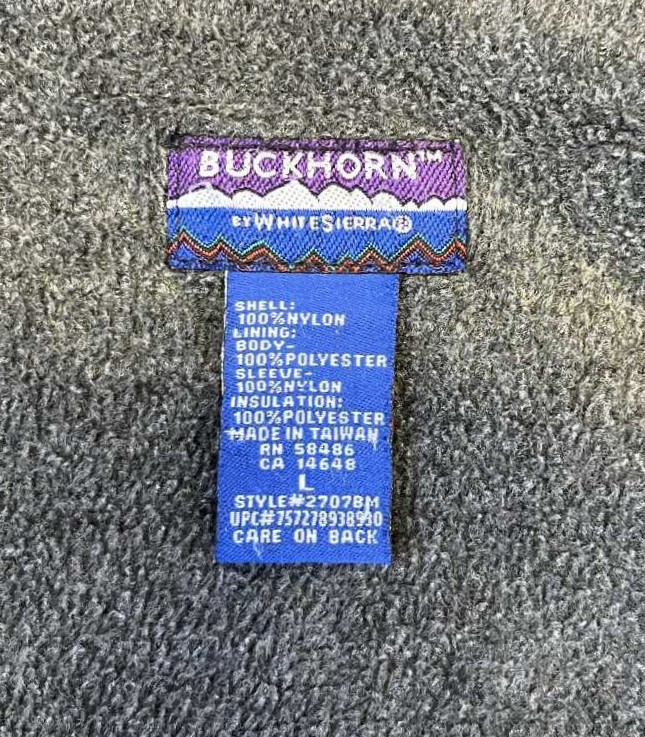 BUCKHORN™
BY WHITESIERRA®
SHELL:
100%NYLON
LINING:
BODY-
100%POLYESTER
SLEEVE-
100%NYLON
INSULATION:
100%POLYESTER
MADE IN TAIWAN
RN 58486
CA 14648
L
STYLE#2707BM
UPC#757278938930
CARE ON BACK